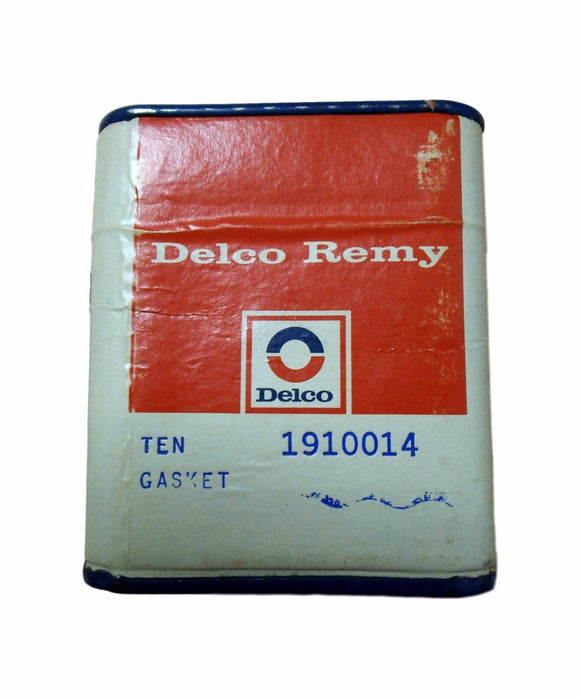 Delco Remy
Delco
TEN 1910014
GASKET